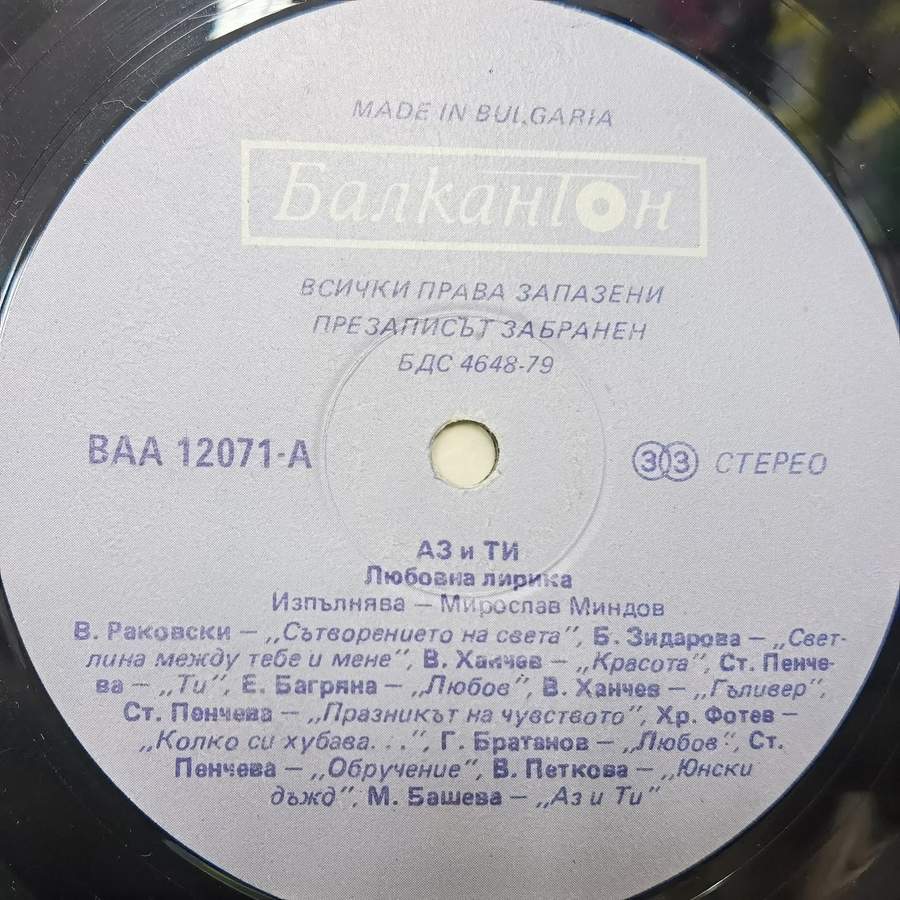 MADE IN BULGARIA
Балкантон
ВСИЧКИ ПРАВА ЗАПАЗЕНИ
ПРЕЗАПИСЪТ ЗАБРАНЕН
БДС 4648-79
ВАА 12071-А
33 СТЕРЕО
АЗ и ТИ
Любовна лирика
Изпълнява — Мирослав Миндов
В. Раковски — „Сътворението на света”, Б. Зидарова — „Свет-
лина между тебе и мене”, В. Ханчев — „Красота”, Ст. Пенче-
ва — „Ти”, Е. Багряна — „Любов” В. Ханчев — „Гъливер”,
Ст. Пенчева — „Празникът на чувството” Хр. Фотев —
„Колко си хубава. . .”, Г. Братанов — „Любов”, Ст.
Пенчева — „Обручение”, В. Петкова — „Юнски
дъжд”, М. Башева — „Аз и Ти”